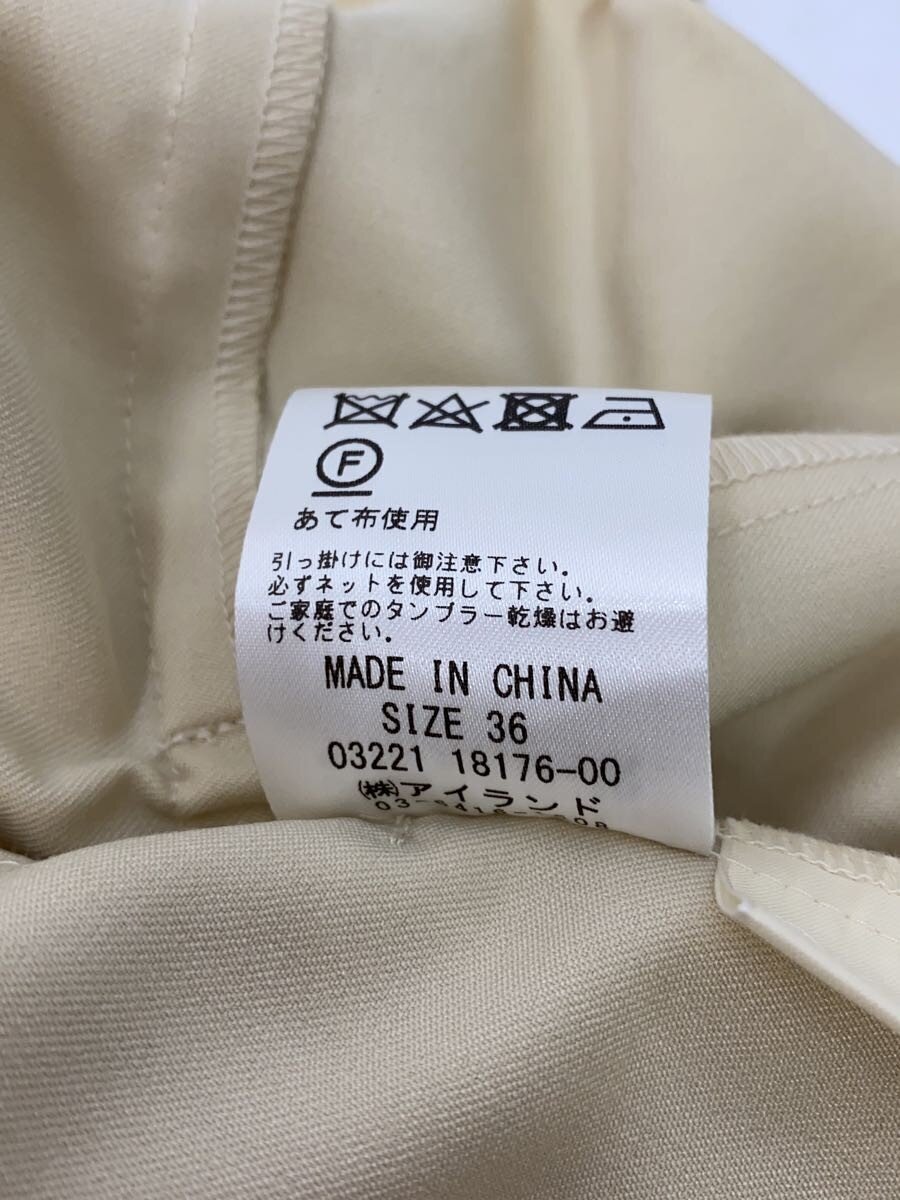 F
あて布使用
引っ掛けには御注意下さい。
必ずネットを使用して下さい。
ご家庭でのタンブラー乾燥はお避
けください。
MADE IN CHINA
SIZE 36
03221 18176-00
㈱アイランド